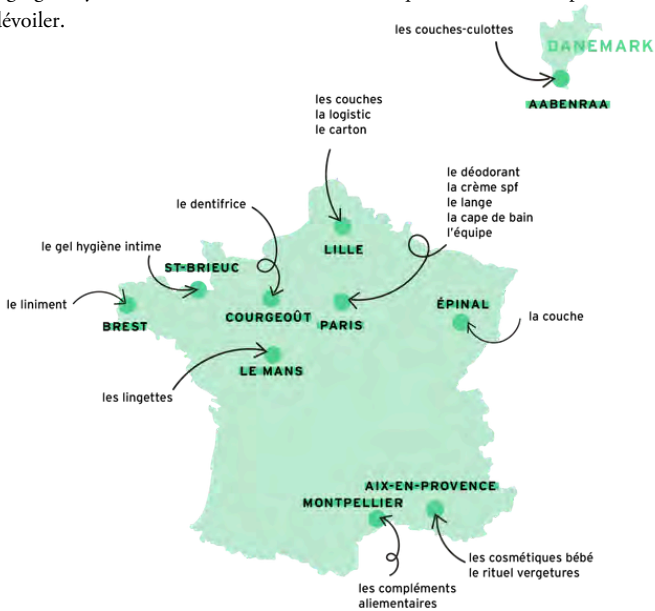 dévoiler.
les couches-culottes
DANEMARK
AABENRAA
les couches
la logistic
le carton
le déodorant
la crème spf
le lange
la cape de bain
l'équipe
le dentifrice
LILLE
le gel hygiène intime
ST-BRIEUC
le liniment
BREST
COURGEOÛT
PARIS
ÉPINAL
la couche
LE MANS
les lingettes
AIX-EN-PROVENCE
MONTPELLIER
les cosmétiques bébé
le rituel vergetures
les compléments
aliementaires